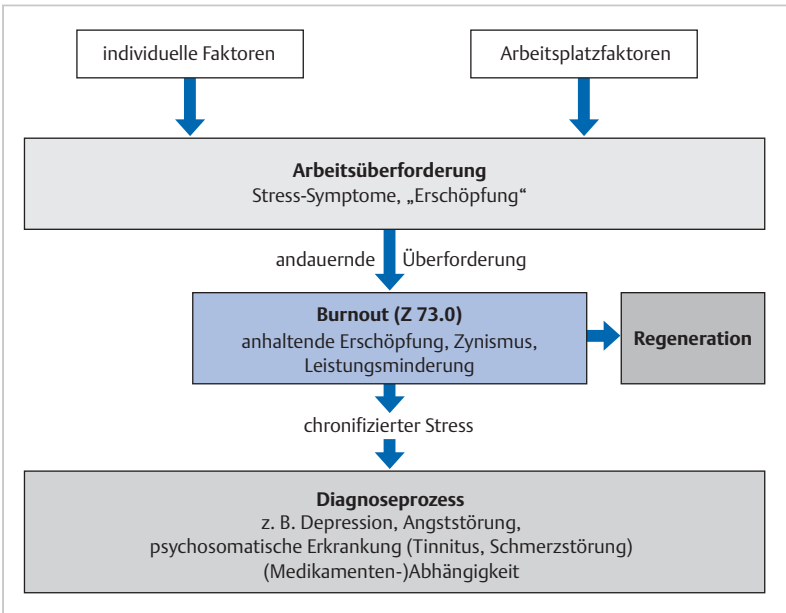 individuelle Faktoren
Arbeitsplatzfaktoren
Arbeitsüberforderung
Stress-Symptome, „Erschöpfung“
andauernde Überforderung
Burnout (Z 73.0)
anhaltende Erschöpfung, Zynismus,
Leistungsminderung
Regeneration
chronifizierter Stress
Diagnoseprozess
z. B. Depression, Angststörung,
psychosomatische Erkrankung (Tinnitus, Schmerzstörung)
(Medikamenten-)Abhängigkeit